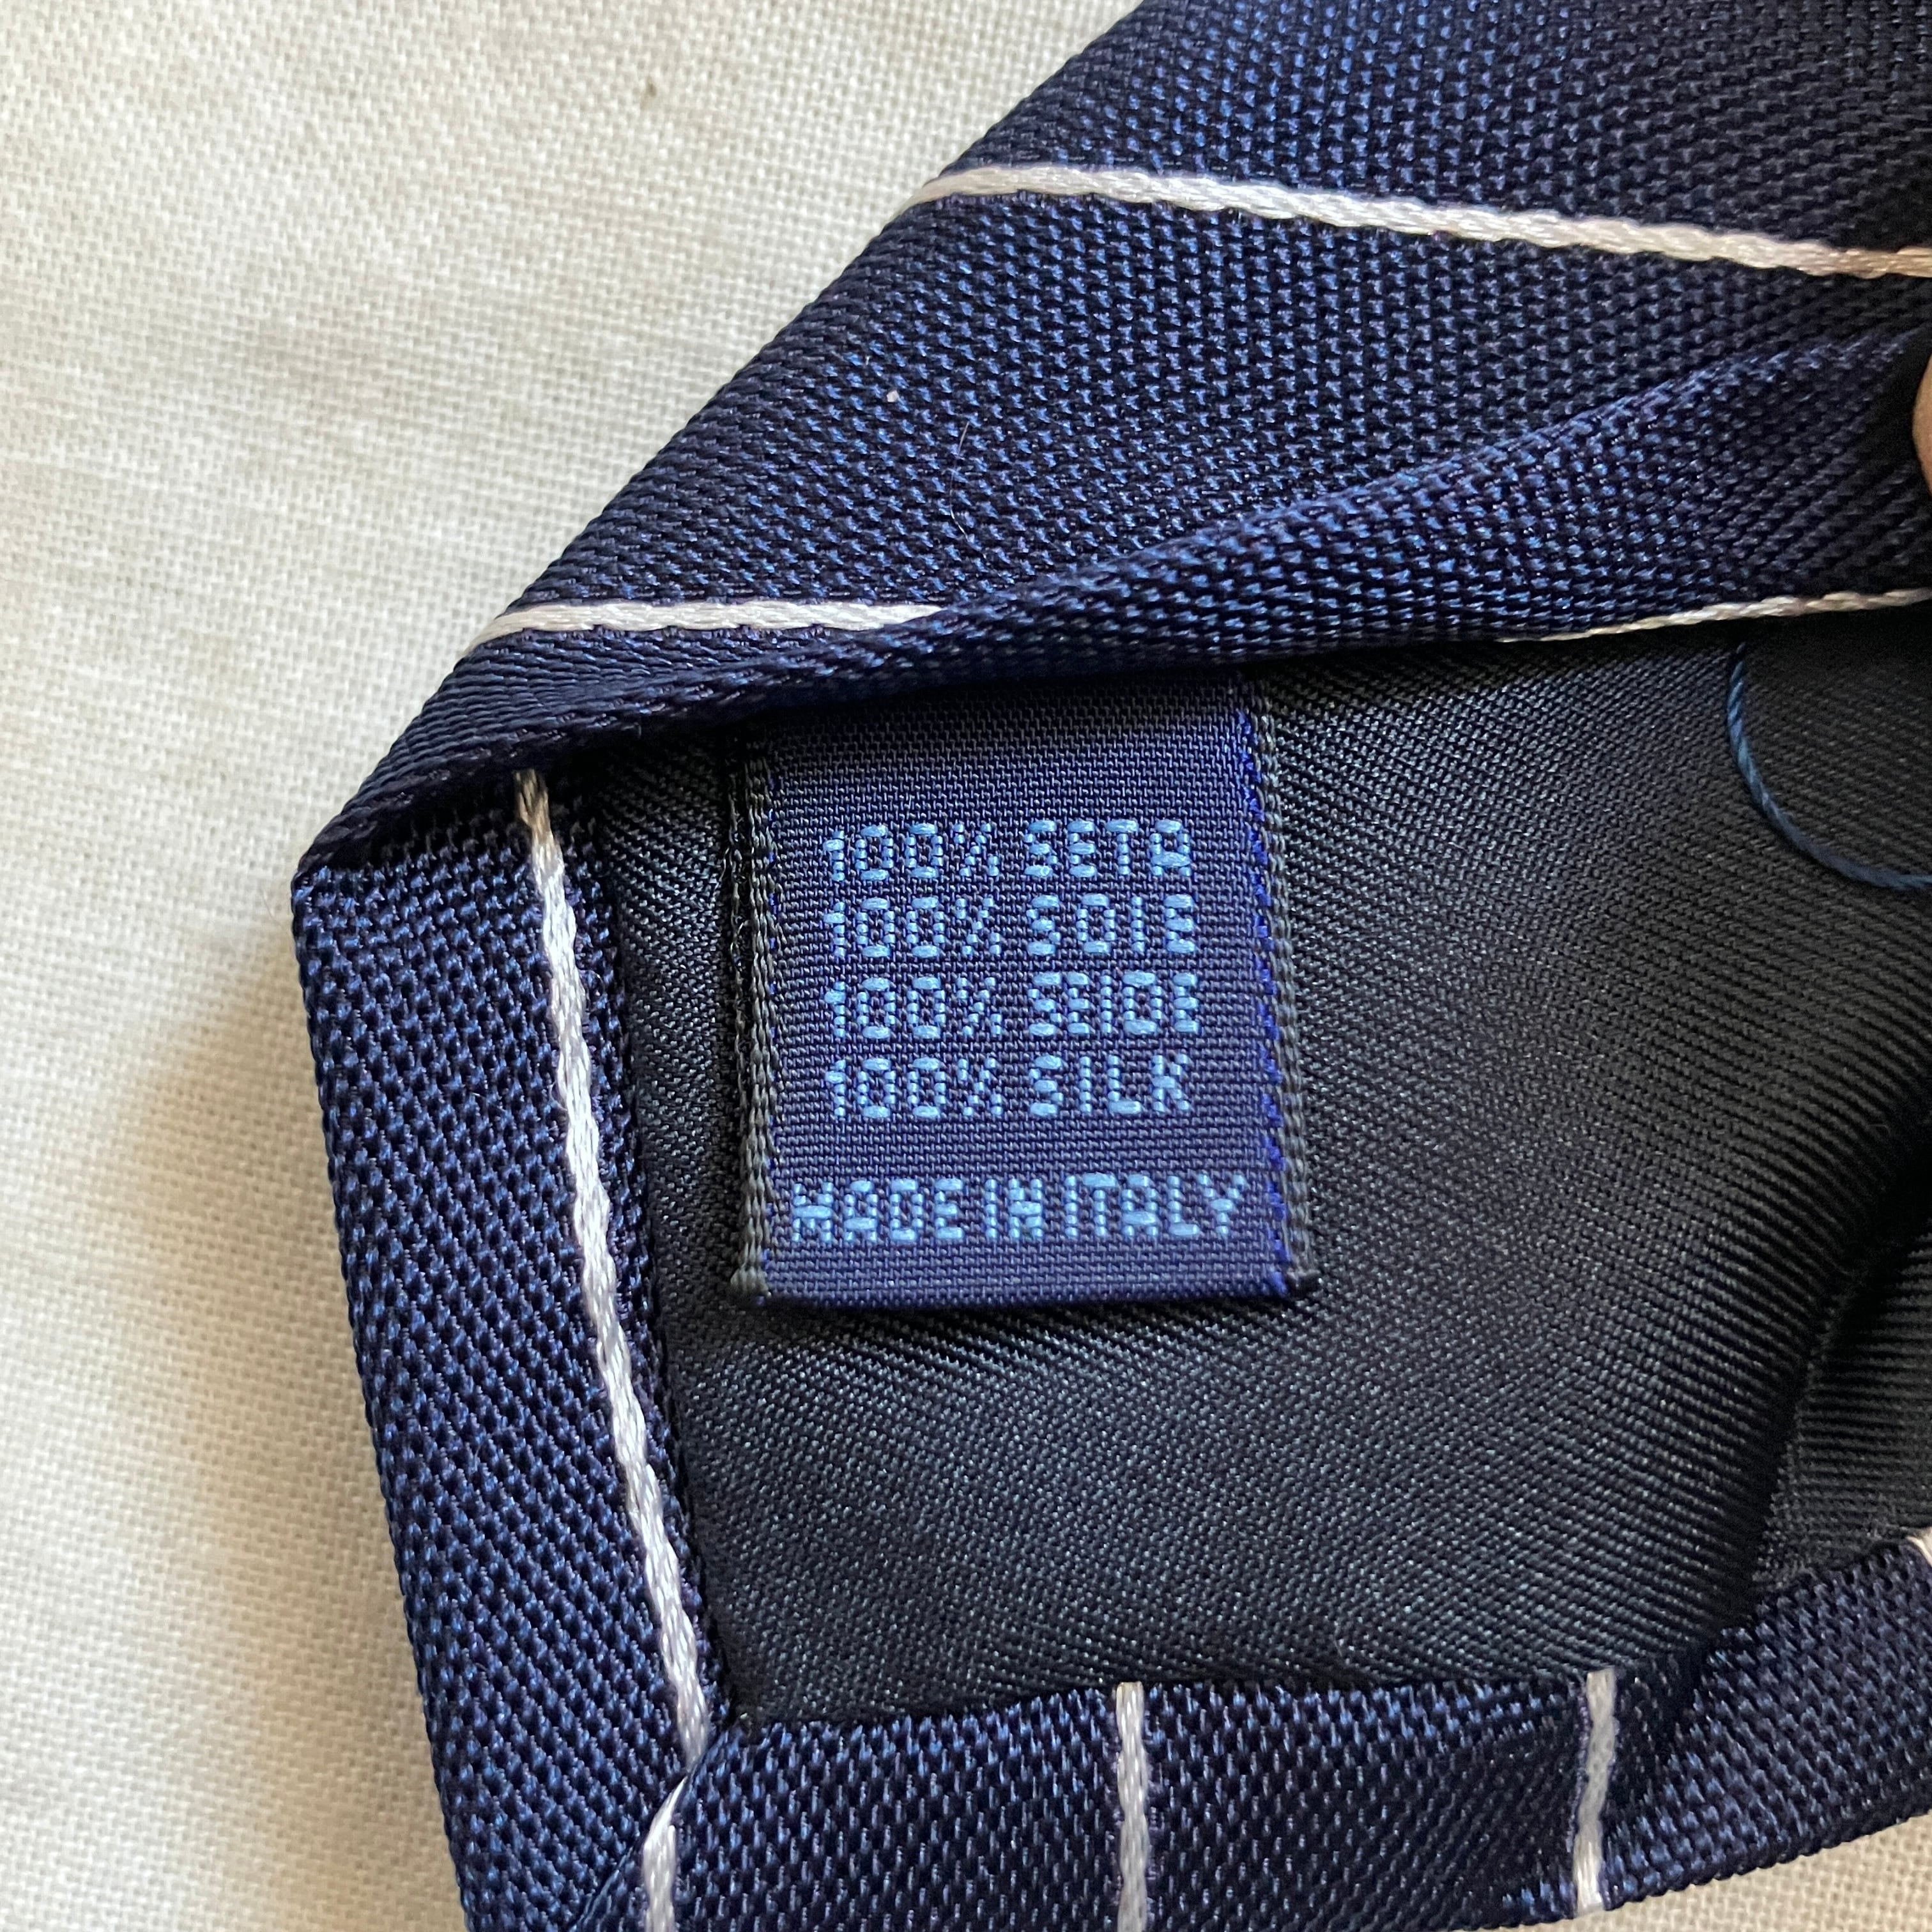 100% SETA
100% SOIE
100% SEIDE
100% SILK
MADE IN ITALY